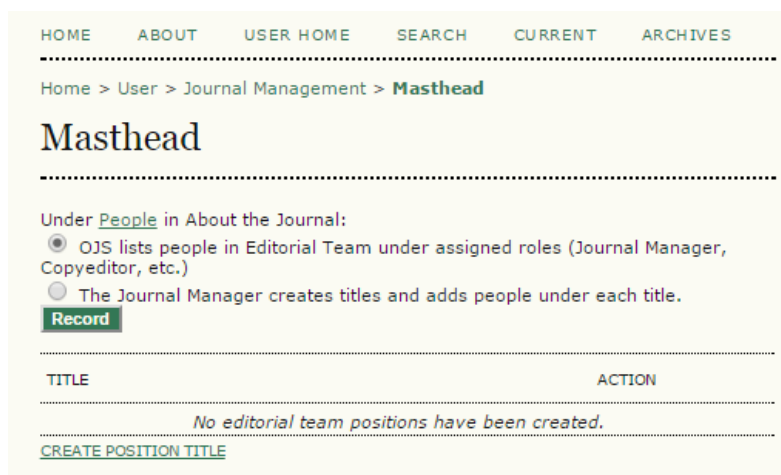 HOME ABOUT USER HOME SEARCH CURRENT ARCHIVES
Home > User > Journal Management > Masthead
Masthead
Under People in About the Journal:
OJS lists people in Editorial Team under assigned roles (Journal Manager,
Copyeditor, etc.)
The Journal Manager creates titles and adds people under each title.
Record
TITLE ACTION
No editorial team positions have been created.
CREATE POSITION TITLE